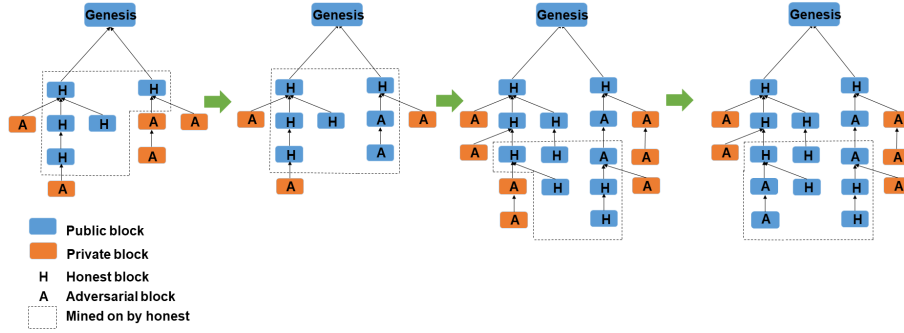 Genesis
H H
A H H A A
H A
A
Genesis
H H
A H H A A
H A
A
Genesis
H H
A H H A A
A H H A A
A H H A
A H
Genesis
H H
A H H A A
A H H A A
A H H A
A H
Public block
Private block
H Honest block
A Adversarial block
Mined on by honest